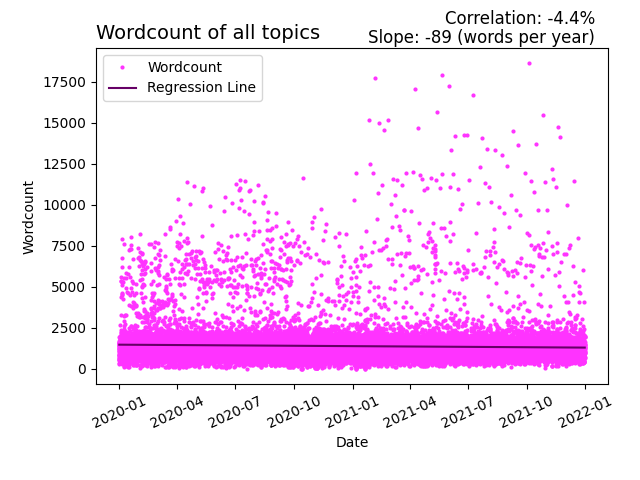 Wordcount of all topics
Correlation: -4.4%
Slope: -89 (words per year)
Wordcount
Regression Line
Wordcount
17500
15000
12500
10000
7500
5000
2500
0
2020-01
2020-04
2020-07
2020-10
2021-01
2021-04
2021-07
2021-10
2022-01
Date